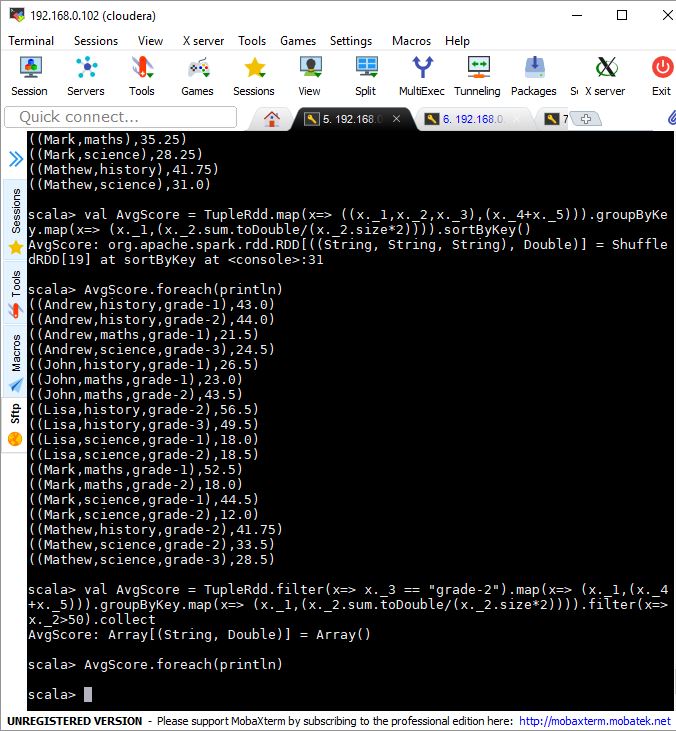 192.168.0.102 (cloudera)
Terminal Sessions View X server Tools Games Settings Macros Help
Session Servers Tools Games Sessions View Split MultiExec Tunneling Packages Se X server Exit
Quick connect...
5. 192.168.0 6. 192.168.0. 7
Sessions
Tools
Macros
Sftp
((Mark,maths),35.25)
((Mark,science),28.25)
((Mathew,history),41.75)
((Mathew,science),31.0)
scala> val AvgScore = TupleRdd.map(x=> ((x._1,x._2,x._3),(x._4+x._5))).groupByKe
y.map(x=> (x._1,(x._2.sum.toDouble/(x._2.size*2)))).sortByKey()
AvgScore: org.apache.spark.rdd.RDD[((String, String, String), Double)] = Shuffle
dRDD[19] at sortByKey at <console>:31
scala> AvgScore.foreach(println)
((Andrew,history,grade-1),43.0)
((Andrew,history,grade-2),44.0)
((Andrew,maths,grade-1),21.5)
((Andrew,science,grade-3),24.5)
((John,history,grade-1),26.5)
((John,maths,grade-1),23.0)
((John,maths,grade-2),43.5)
((Lisa,history,grade-2),56.5)
((Lisa,history,grade-3),49.5)
((Lisa,science,grade-1),18.0)
((Lisa,science,grade-2),18.5)
((Mark,maths,grade-1),52.5)
((Mark,maths,grade-2),18.0)
((Mark,science,grade-1),44.5)
((Mark,science,grade-2),12.0)
((Mathew,history,grade-2),41.75)
((Mathew,science,grade-2),33.5)
((Mathew,science,grade-3),28.5)
scala> val AvgScore = TupleRdd.filter(x=> x._3 == "grade-2").map(x=> (x._1,(x._4
+x._5))).groupByKey.map(x=> (x._1,(x._2.sum.toDouble/(x._2.size*2)))).filter(x=>
x._2>50).collect
AvgScore: Array[(String, Double)] = Array()
scala> AvgScore.foreach(println)
scala>
UNREGISTERED VERSION - Please support MobaXterm by subscribing to the professional edition here: http://mobaxterm.mobatek.net